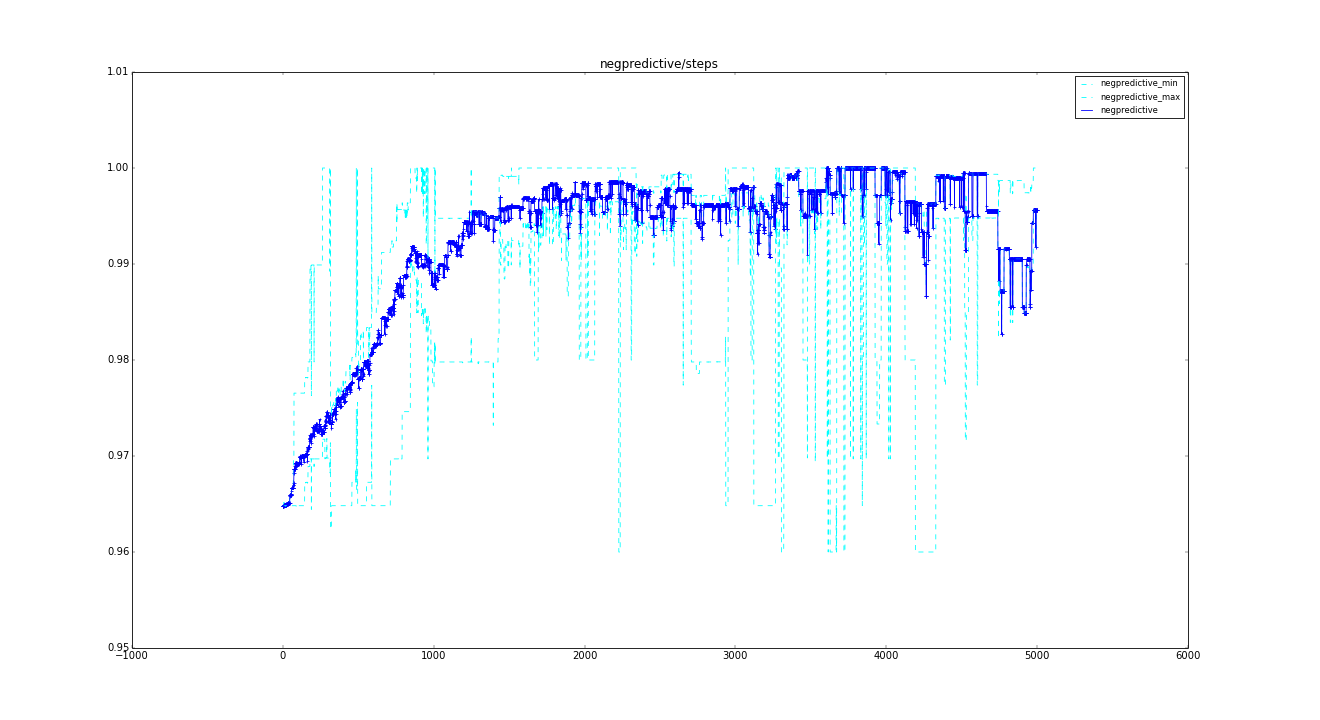 negpredictive/steps
1.01
1.00
0.99
0.98
0.97
0.96
0.95
negpredictive_min
negpredictive_max
negpredictive
−1000 0 1000 2000 3000 4000 5000 6000